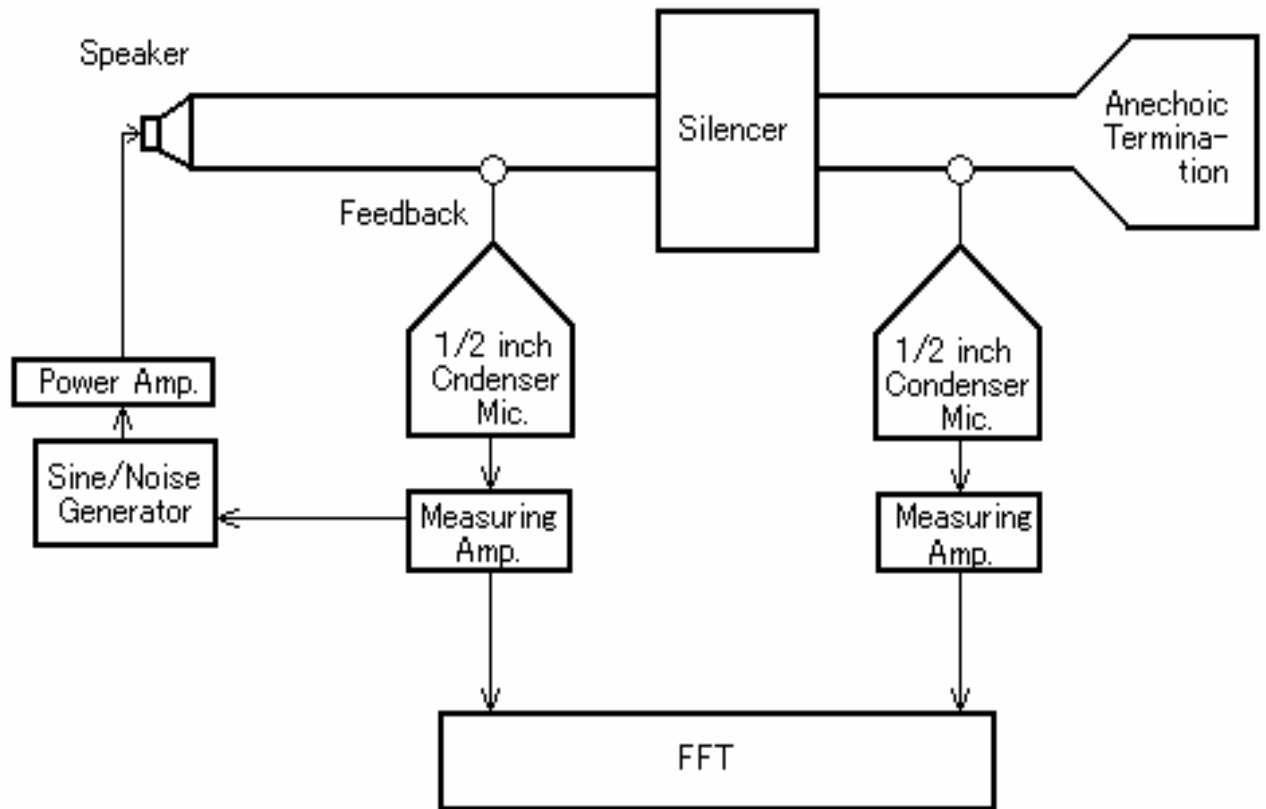 Speaker
Silencer
Anechoic
Termina-
tion
Feedback
1/2 inch
Cndenser
Mic.
1/2 inch
Condenser
Mic.
Power Amp.
Sine/Noise
Generator
Measuring
Amp.
Measuring
Amp.
FFT